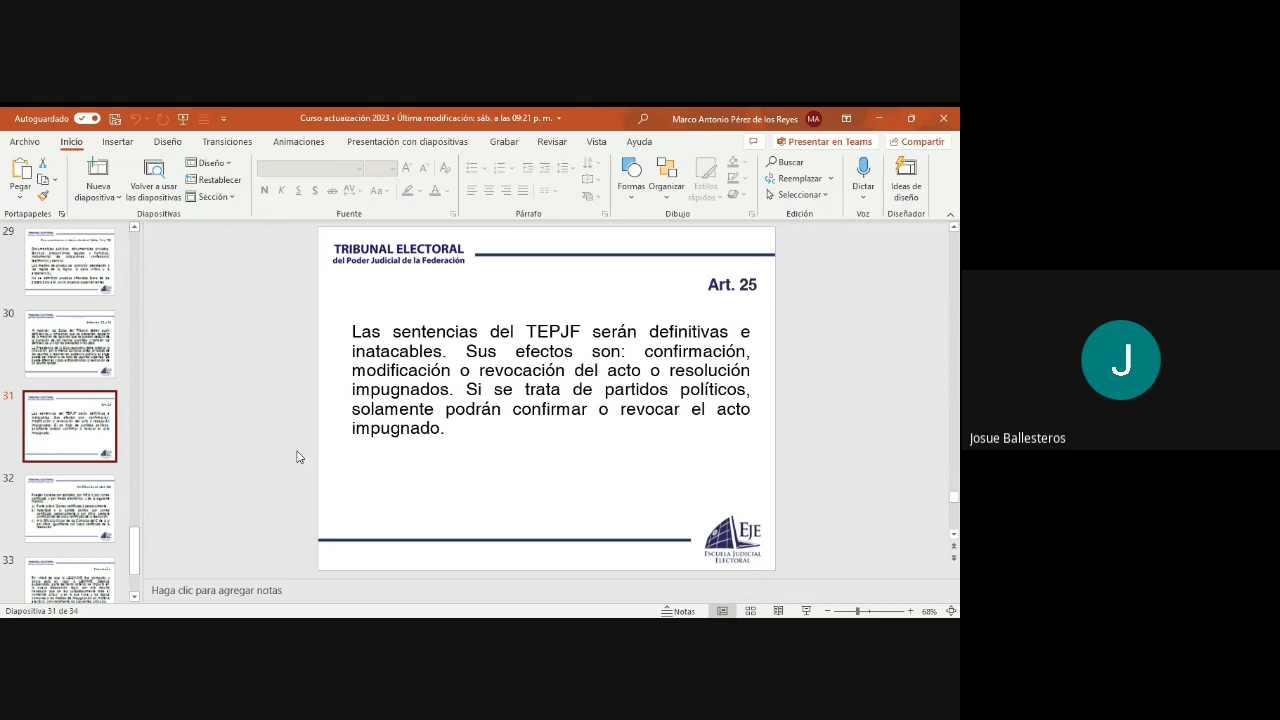 Autoguardado
Curso actuaización 2023 • Última modificación: sáb. a las 09:21 p. m.
Marco Antonio Pérez de los Reyes
MA
Archivo
Inicio
Insertar
Diseño
Transiciones
Animaciones
Presentación con diapositivas
Grabar
Revisar
Vista
Ayuda
Presentar en Teams
Compartir
Pegar
Nueva
diapositiva
Volver a usar
las diapositivas
Diseño
Restablecer
Sección
N K S S ab AV Aa A
Formas
Organizar
Estilos
rápidos
Buscar
Reemplazar
Seleccionar
Dictar
Ideas de
diseño
Portapapeles
Diapositivas
Fuente
Párrafo
Dibujo
Edición
Voz
Diseñador
29
30
31
32
33
TRIBUNAL ELECTORAL
del Poder Judicial de la Federación
Art. 25
Las sentencias del TEPJF serán definitivas e
inatacables. Sus efectos son: confirmación,
modificación o revocación del acto o resolución
impugnados. Si se trata de partidos políticos,
solamente podrán confirmar o revocar el acto
impugnado.
EJE
ESCUELA JUDICIAL
ELECTORAL
Haga clic para agregar notas
Diapositiva 31 de 34
Notas
68%
J
Josue Ballesteros